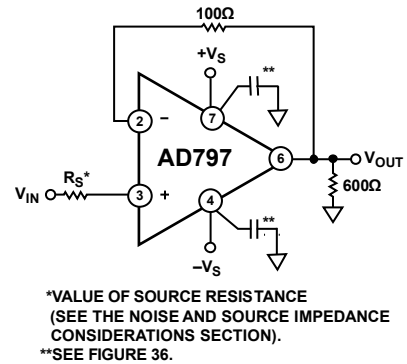 100Ω
+VS
**
2
−
7
AD797
6
VOUT
RS*
VIN
3
+
4
600Ω
**
−VS
*VALUE OF SOURCE RESISTANCE
(SEE THE NOISE AND SOURCE IMPEDANCE
CONSIDERATIONS SECTION).
**SEE FIGURE 36.